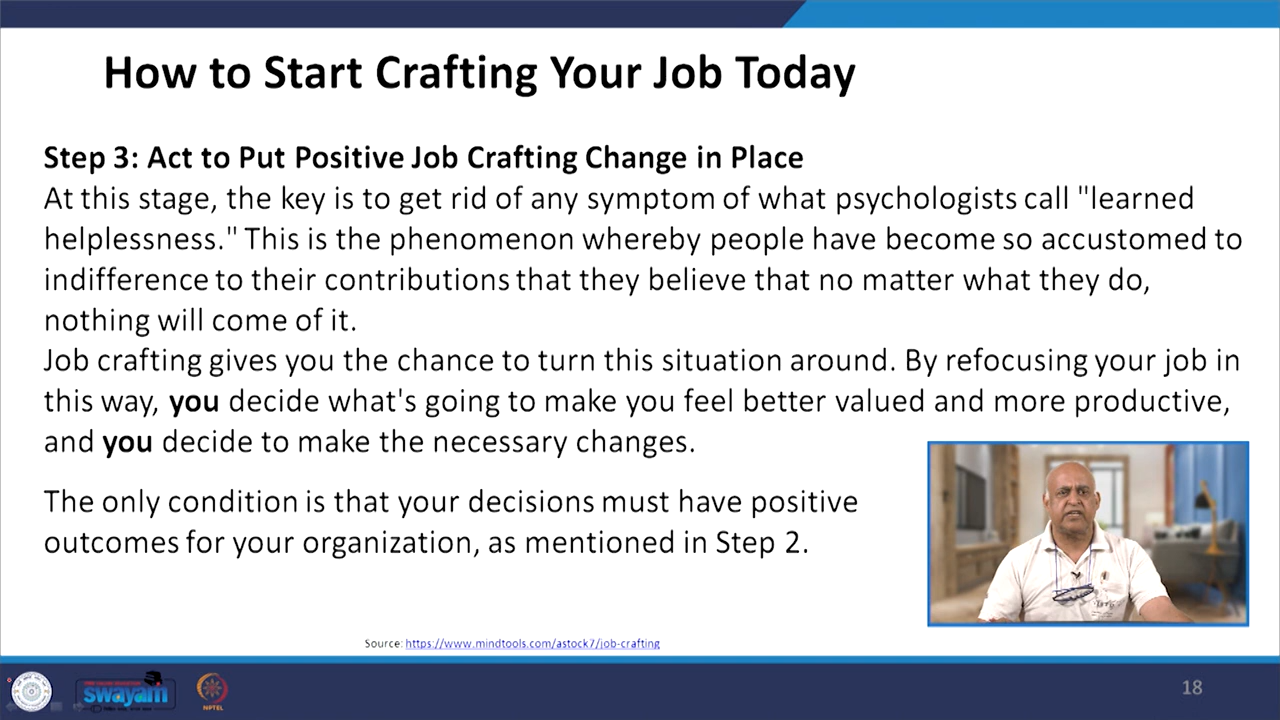 How to Start Crafting Your Job Today
Step 3: Act to Put Positive Job Crafting Change in Place
At this stage, the key is to get rid of any symptom of what psychologists call "learned
helplessness." This is the phenomenon whereby people have become so accustomed to
indifference to their contributions that they believe that no matter what they do,
nothing will come of it.
Job crafting gives you the chance to turn this situation around. By refocusing your job in
this way, you decide what's going to make you feel better valued and more productive,
and you decide to make the necessary changes.
The only condition is that your decisions must have positive
outcomes for your organization, as mentioned in Step 2.
Source: https://www.mindtools.com/astock7/job-crafting
swayam
NPTEL
18